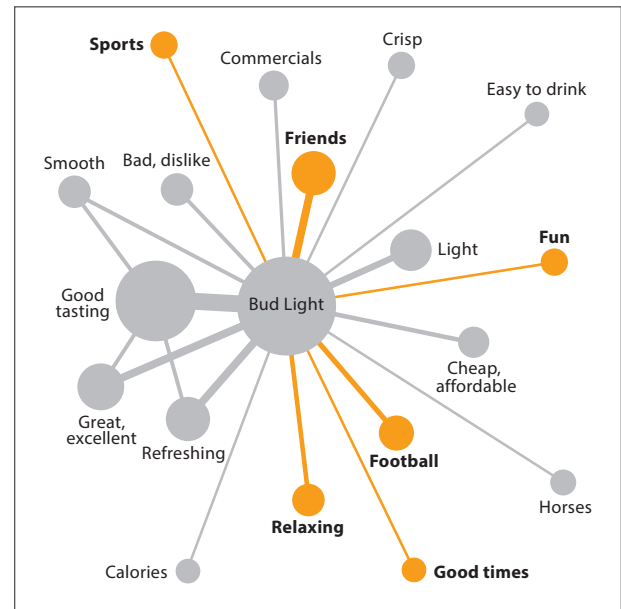 Sports
Commercials
Crisp
Easy to drink
Friends
Smooth
Bad, dislike
Light
Fun
Good
tasting
Bud Light
Cheap,
affordable
Great,
excellent
Refreshing
Football
Relaxing
Horses
Calories
Good times